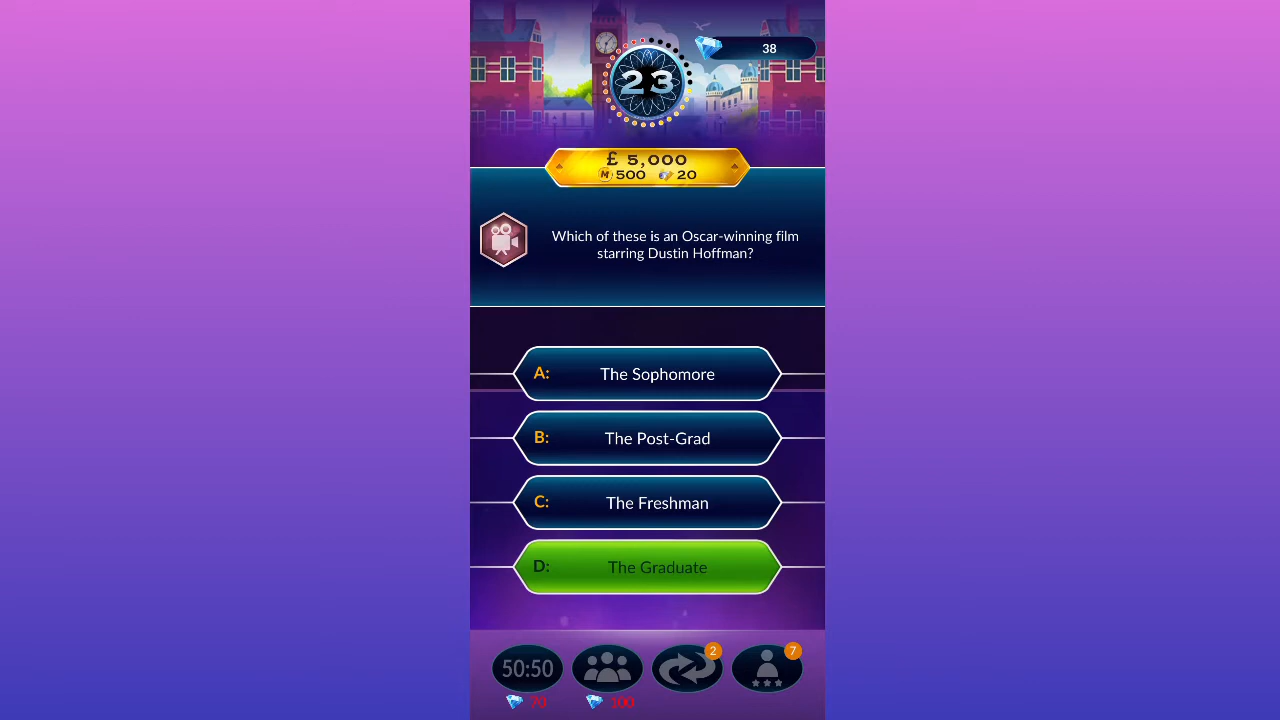 38
23
£ 5,000
M 500 20
Which of these is an Oscar-winning film
starring Dustin Hoffman?
A: The Sophomore
B: The Post-Grad
C: The Freshman
D: The Graduate
2
7
50:50
70
100